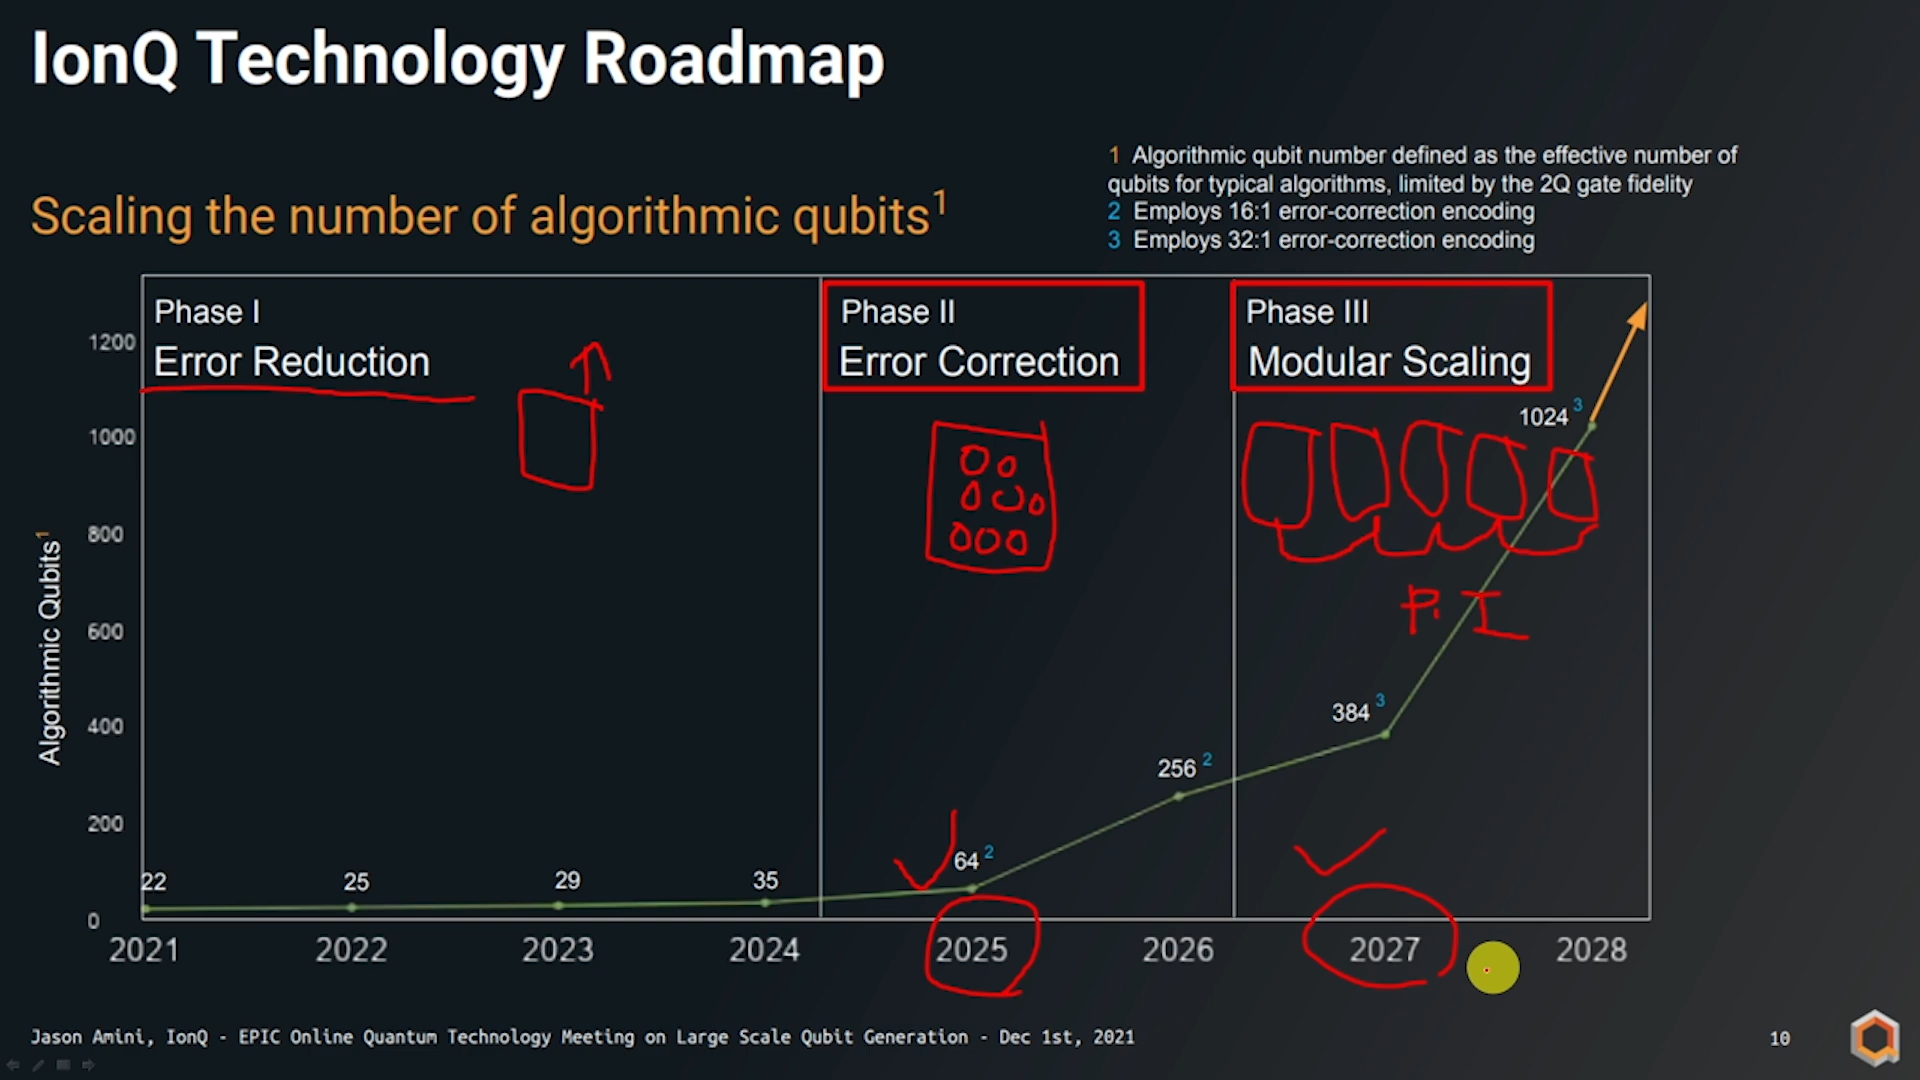 IonQ Technology Roadmap
Scaling the number of algorithmic qubits1
1 Algorithmic qubit number defined as the effective number of
qubits for typical algorithms, limited by the 2Q gate fidelity
2 Employs 16:1 error-correction encoding
3 Employs 32:1 error-correction encoding
Phase I
Error Reduction
Phase II
Error Correction
Phase III
Modular Scaling
Algorithmic Qubits1
1200
1000
800
600
400
200
0
22
25
29
35
64 2
256 2
384 3
1024 3
P. I
2021
2022
2023
2024
2025
2026
2027
2028
Jason Amini, IonQ - EPIC Online Quantum Technology Meeting on Large Scale Qubit Generation - Dec 1st, 2021
10